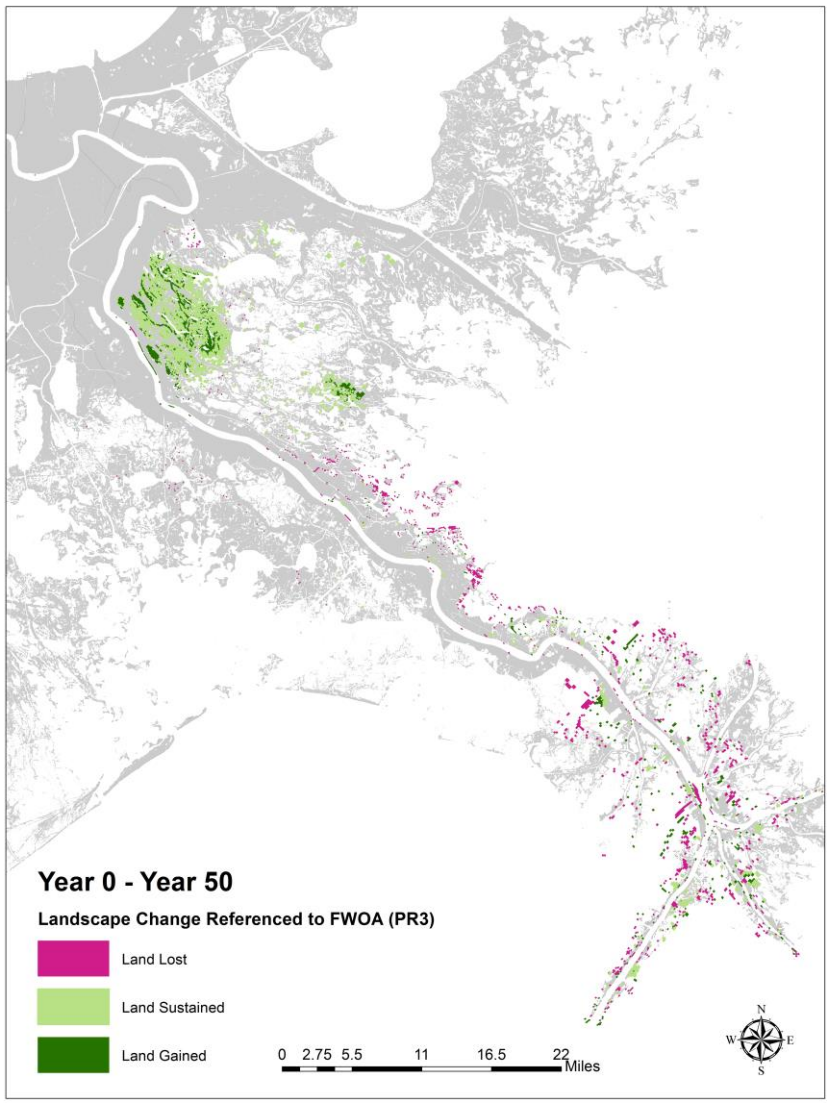 Year 0 - Year 50
Landscape Change Referenced to FWOA (PR3)
Land Lost
Land Sustained
Land Gained
0 2.75 5.5 11 16.5 22
Miles
N
W E
S